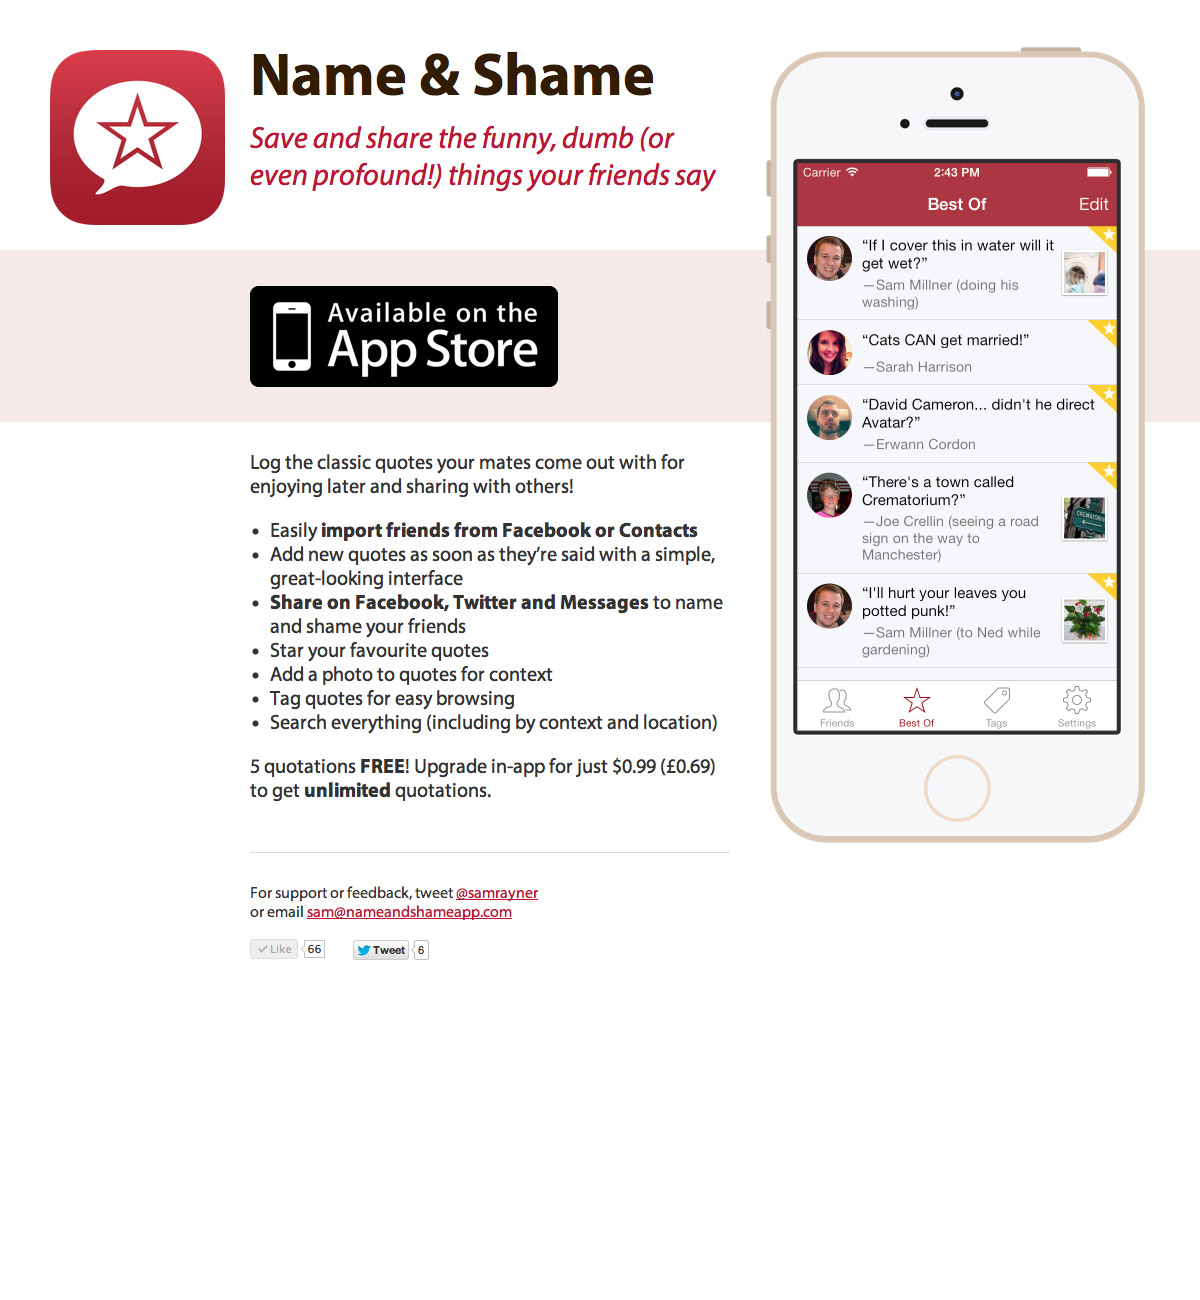 Name & Shame
Save and share the funny, dumb (or
even profound!) things your friends say
Available on the
App Store
Log the classic quotes your mates come out with for
enjoying later and sharing with others!
• Easily import friends from Facebook or Contacts
• Add new quotes as soon as they’re said with a simple,
great-looking interface
• Share on Facebook, Twitter and Messages to name
and shame your friends
• Star your favourite quotes
• Add a photo to quotes for context
• Tag quotes for easy browsing
• Search everything (including by context and location)
5 quotations FREE! Upgrade in-app for just $0.99 (£0.69)
to get unlimited quotations.
For support or feedback, tweet @samrayner
or email sam@nameandshameapp.com
Like 66 Tweet 6
Carrier 2:43 PM
Best Of Edit
“If I cover this in water will it
get wet?”
—Sam Millner (doing his
washing)
“Cats CAN get married!”
—Sarah Harrison
“David Cameron... didn't he direct
Avatar?”
—Erwann Cordon
“There's a town called
Crematorium?”
—Joe Crellin (seeing a road
sign on the way to
Manchester)
CREMATORIUM
“I'll hurt your leaves you
potted punk!”
—Sam Millner (to Ned while
gardening)
Friends Best Of Tags Settings